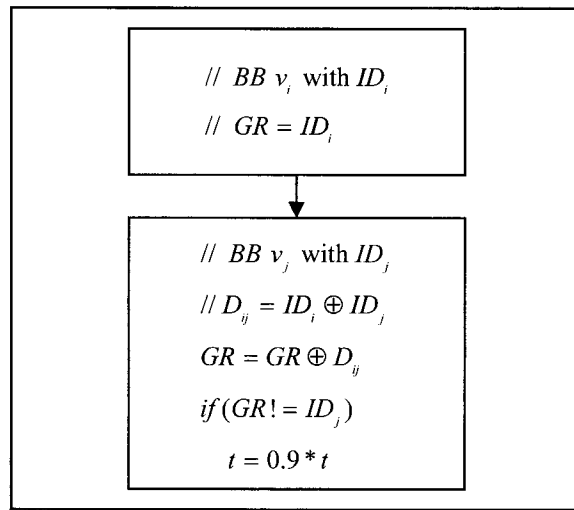 // BB v_i with ID_i
// GR = ID_i
// BB v_j with ID_j
// D_ij = ID_i ⊕ ID_j
GR = GR ⊕ D_ij
if (GR! = ID_j)
t = 0.9 * t